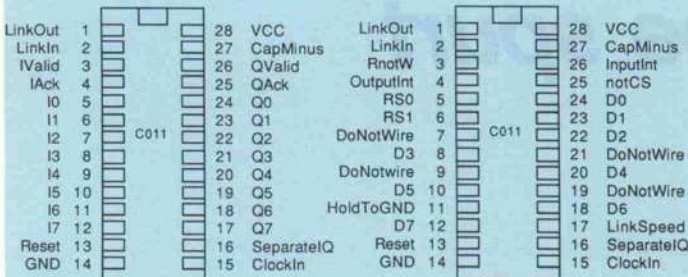 LinkOut 1 28 VCC
LinkIn 2 27 CapMinus
IValid 3 26 QValid
IAck 4 25 QAck
I0 5 24 Q0
I1 6 23 Q1
I2 7 C011 22 Q2
I3 8 21 Q3
I4 9 20 Q4
I5 10 19 Q5
I6 11 18 Q6
I7 12 17 Q7
Reset 13 16 SeparateIQ
GND 14 15 ClockIn
LinkOut 1 28 VCC
LinkIn 2 27 CapMinus
RnotW 3 26 InputInt
OutputInt 4 25 notCS
RS0 5 24 D0
RS1 6 23 D1
DoNotWire 7 C011 22 D2
D3 8 21 DoNotWire
DoNotwire 9 20 D4
D5 10 19 DoNotWire
HoldToGND 11 18 D6
D7 12 17 LinkSpeed
Reset 13 16 SeparateIQ
GND 14 15 ClockIn